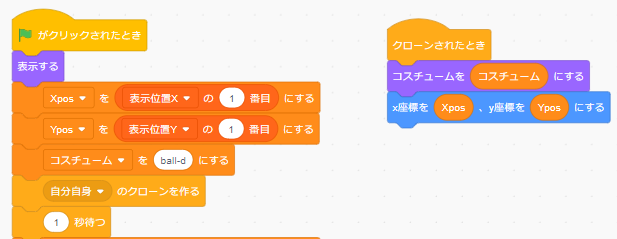 がクリックされたとき
表示する
Xpos を 表示位置X の 1 番目 にする
Ypos を 表示位置Y の 1 番目 にする
コスチューム を ball-d にする
自分自身 のクローンを作る
1 秒待つ
クローンされたとき
コスチュームを コスチューム にする
x座標を Xpos 、y座標を Ypos にする